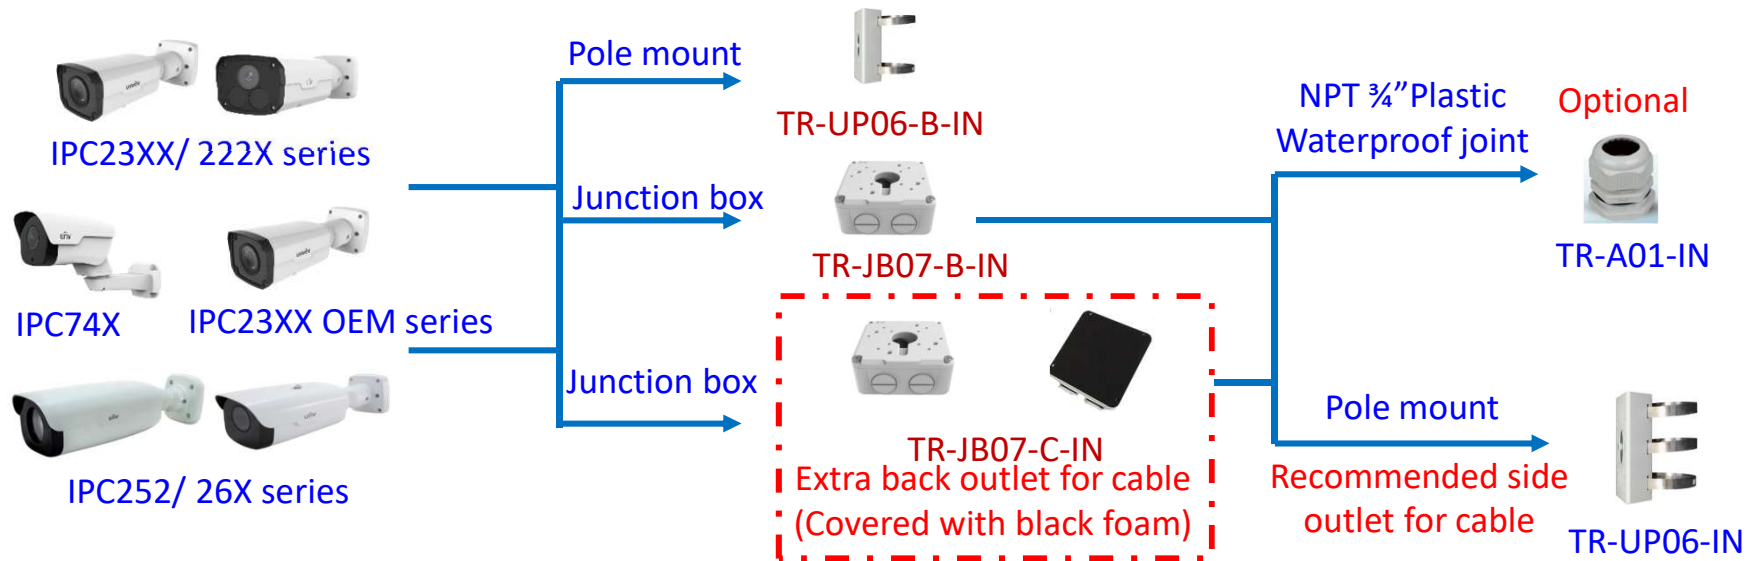 IPC23XX/ 222X series
IPC74X
IPC23XX OEM series
IPC252/ 26X series
Pole mount
TR-UP06-B-IN
Junction box
TR-JB07-B-IN
Junction box
TR-JB07-C-IN
Extra back outlet for cable
(Covered with black foam)
NPT ¾”Plastic
Waterproof joint
Optional
TR-A01-IN
Pole mount
Recommended side
outlet for cable
TR-UP06-IN